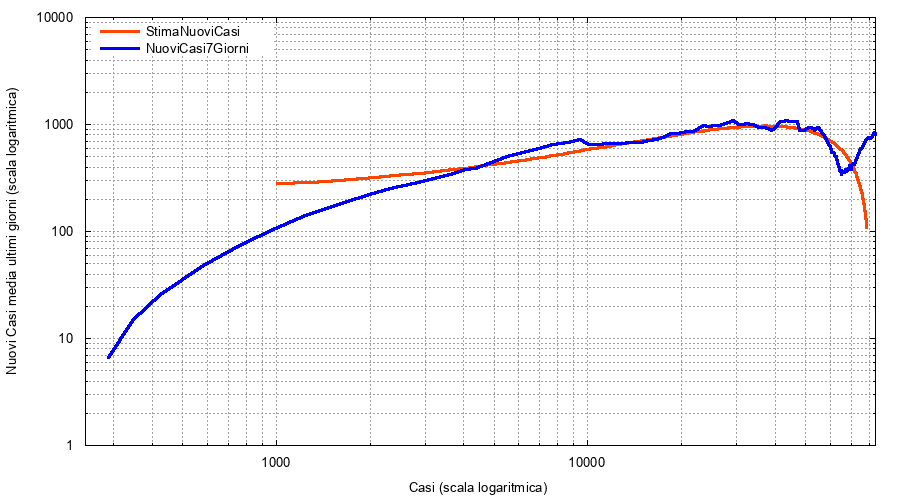 10000
StimaNuoviCasi
NuoviCasi7Giorni
1000
100
10
1
Nuovi Casi media ultimi giorni (scala logaritmica)
1000 10000
Casi (scala logaritmica)